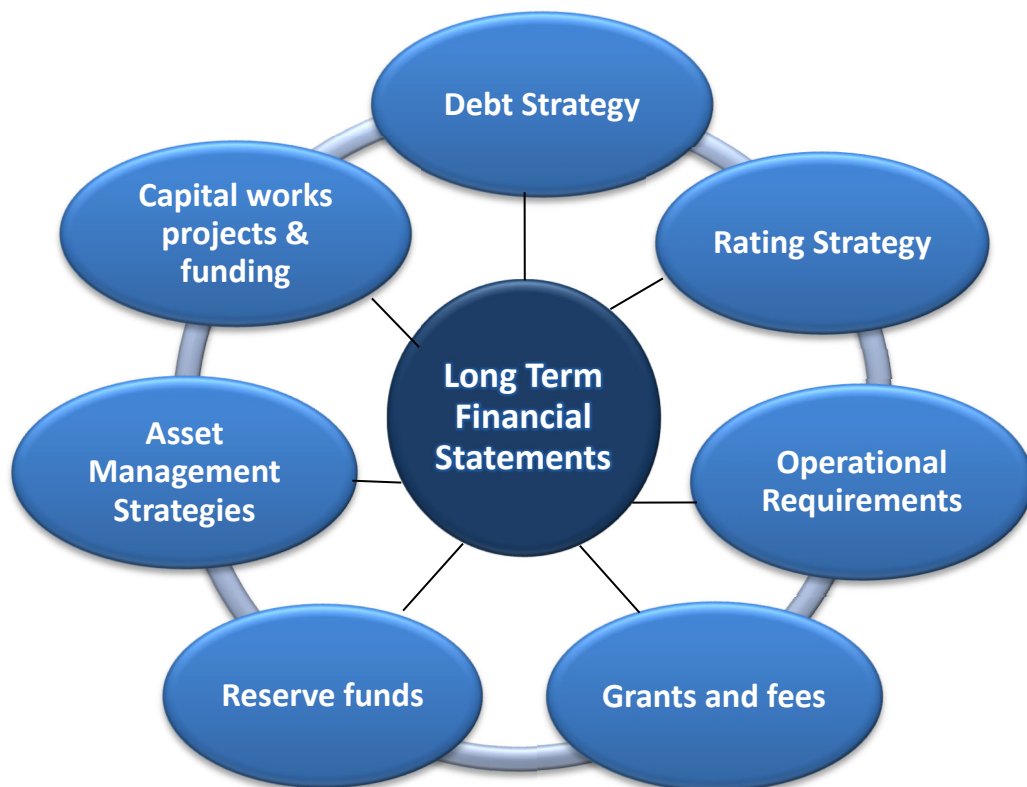 Debt Strategy
Rating Strategy
Operational
Requirements
Grants and fees
Reserve funds
Asset
Management
Strategies
Capital works
projects &
funding
Long Term
Financial
Statements